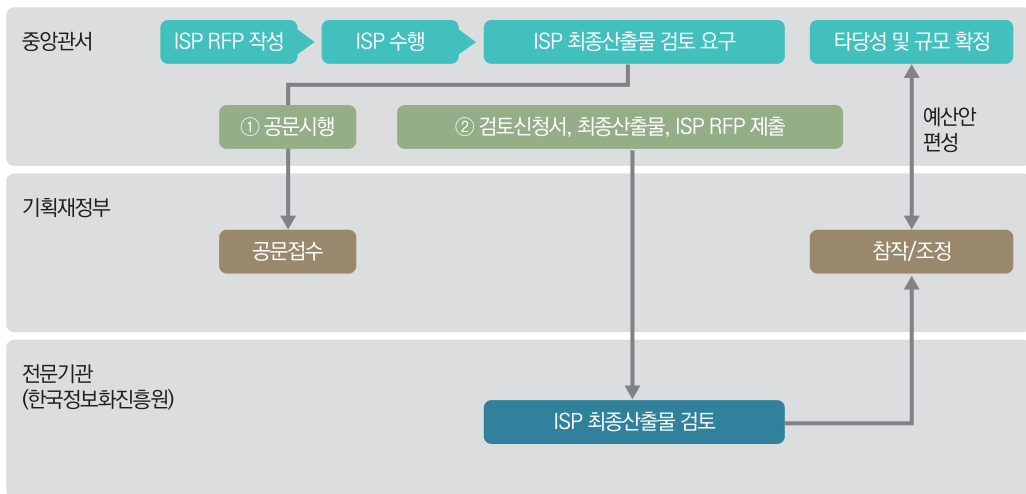 중앙관서
ISP RFP 작성
ISP 수행
ISP 최종산출물 검토 요구
타당성 및 규모 확정
① 공문시행
② 검토신청서, 최종산출물, ISP RFP 제출
예산안
편성
기획재정부
공문접수
참작/조정
전문기관
(한국정보화진흥원)
ISP 최종산출물 검토